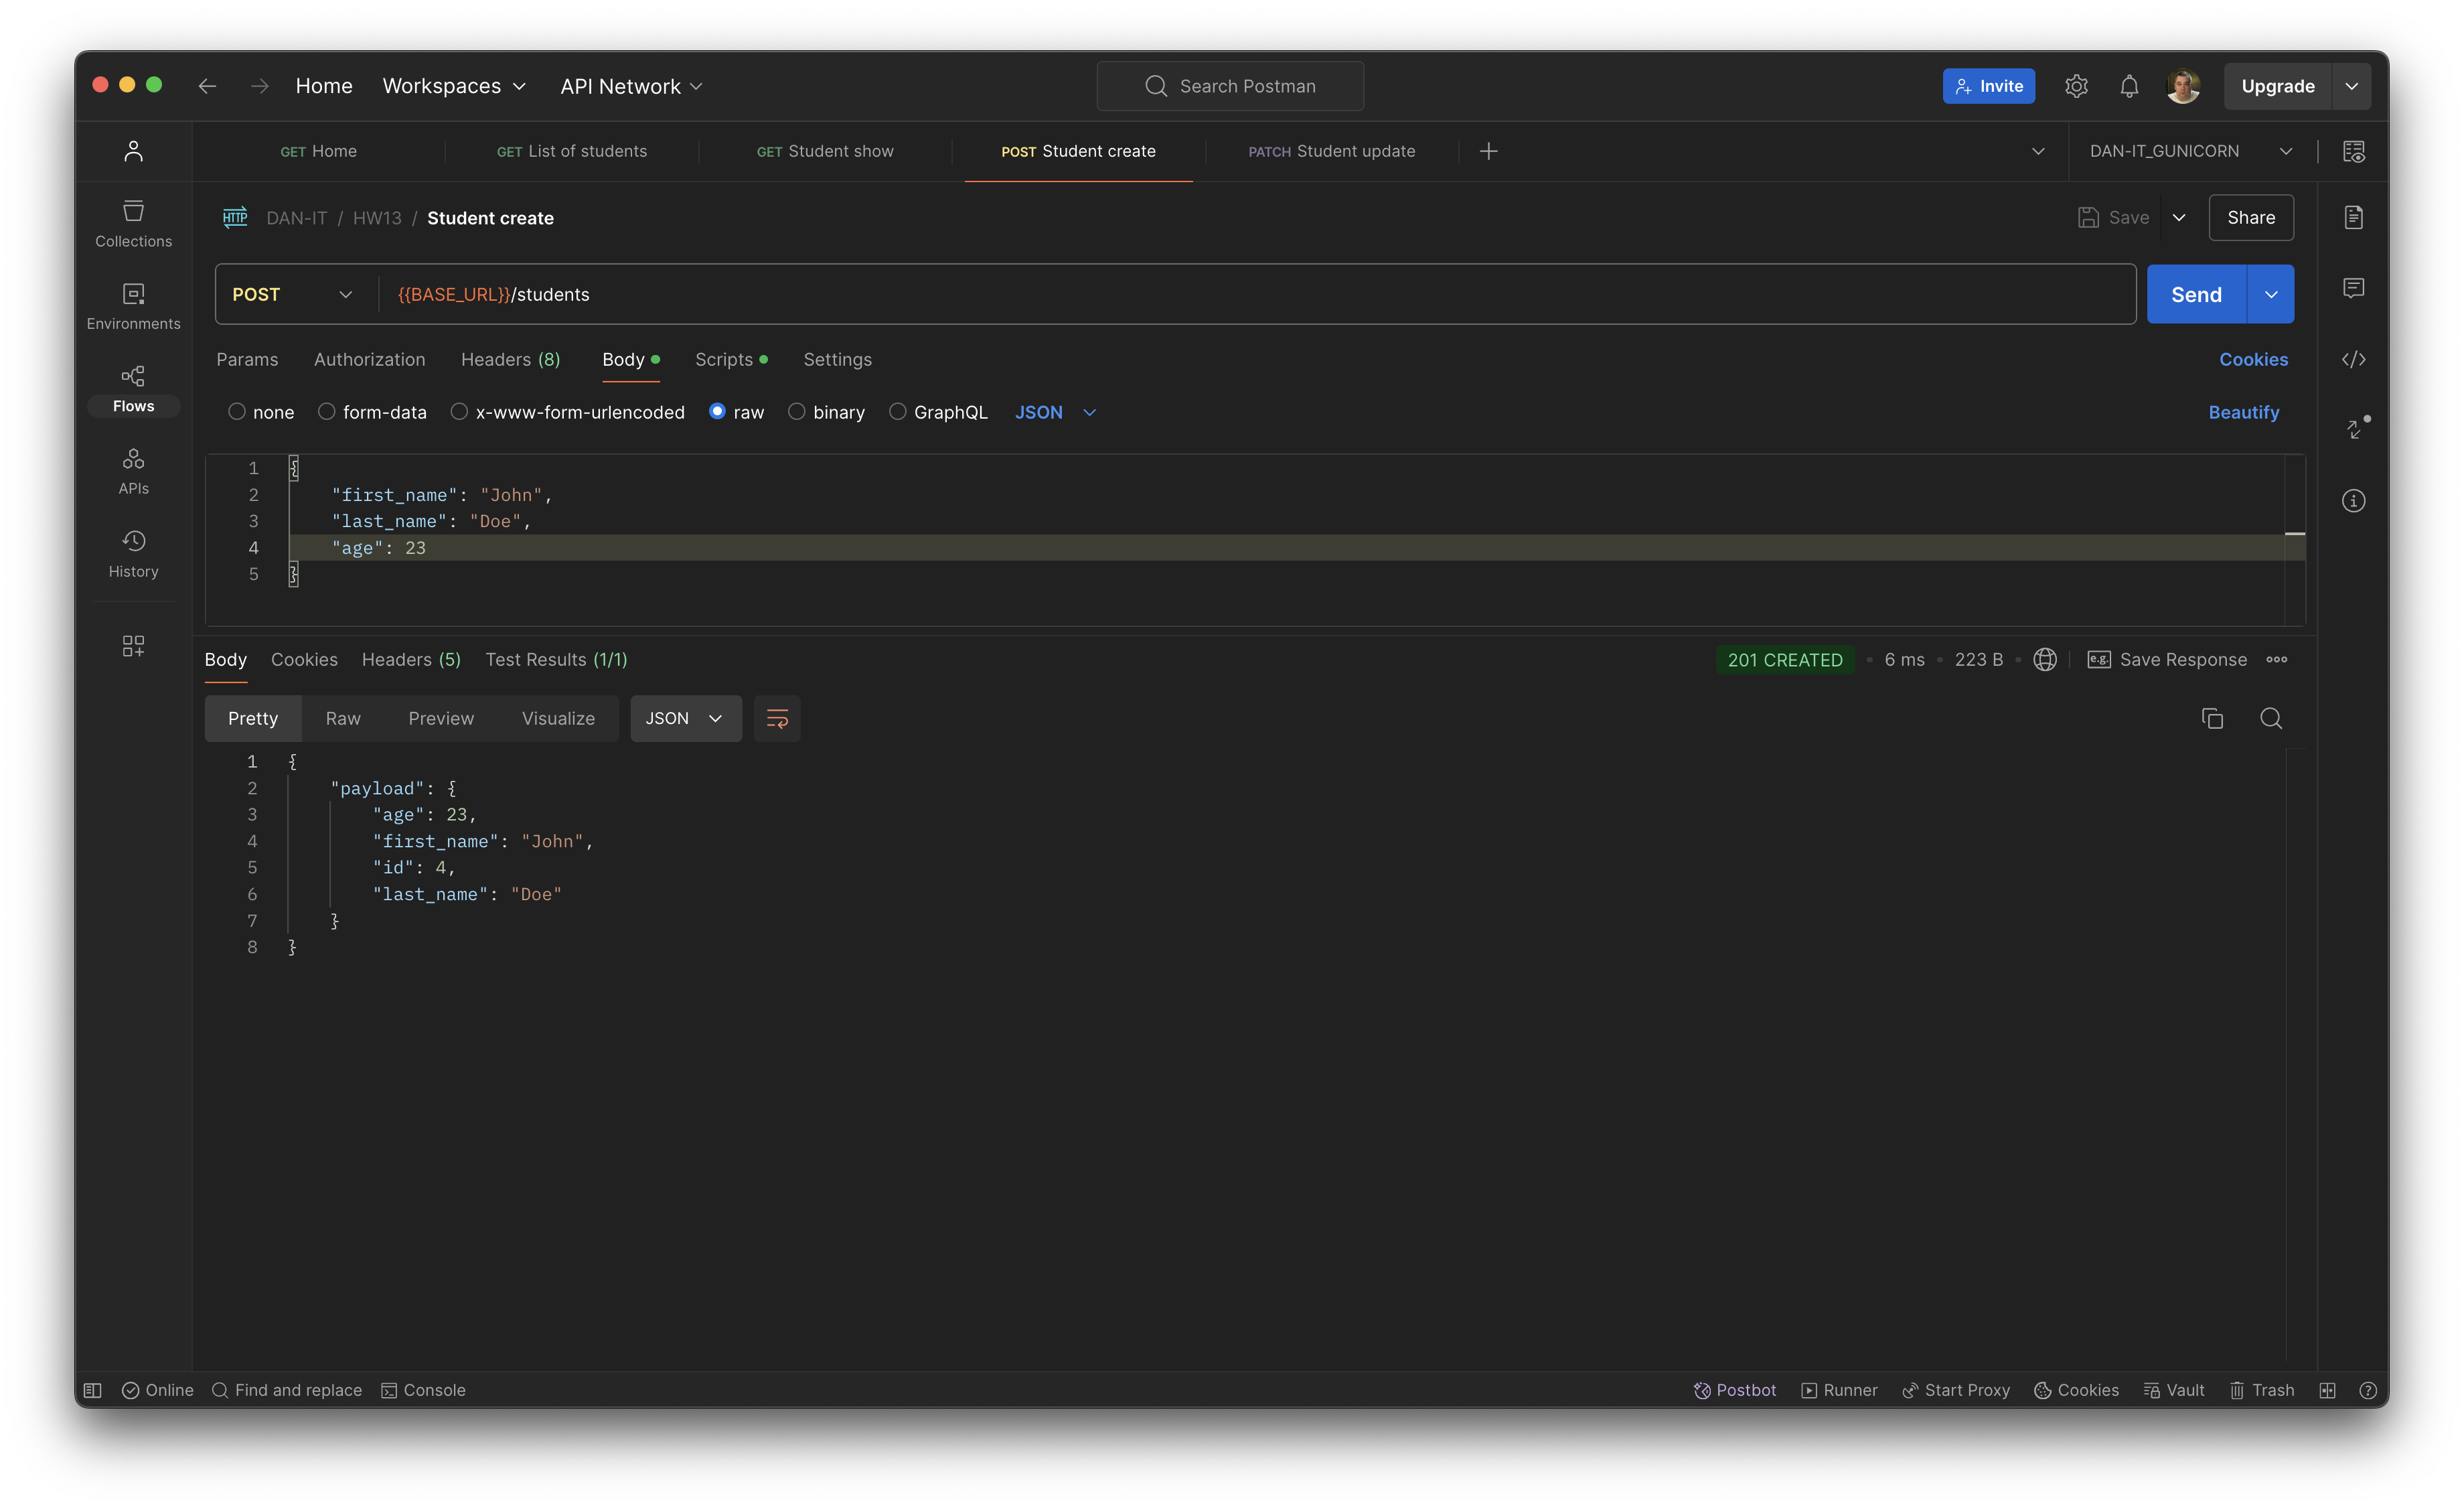 Home Workspaces API Network Search Postman Invite Upgrade
GET Home GET List of students GET Student show POST Student create PATCH Student update DAN-IT_GUNICORN
HTTP DAN-IT / HW13 / Student create Save Share
Collections
Environments
Flows
APIs
History
POST {{BASE_URL}}/students Send
Params Authorization Headers (8) Body Scripts Settings Cookies
none form-data x-www-form-urlencoded raw binary GraphQL JSON Beautify
1 {
2 "first_name": "John",
3 "last_name": "Doe",
4 "age": 23
5 }
Body Cookies Headers (5) Test Results (1/1) 201 CREATED 6 ms 223 B e.g. Save Response
Pretty Raw Preview Visualize JSON
1 {
2 "payload": {
3 "age": 23,
4 "first_name": "John",
5 "id": 4,
6 "last_name": "Doe"
7 }
8 }
Online Find and replace Console Postbot Runner Start Proxy Cookies Vault Trash